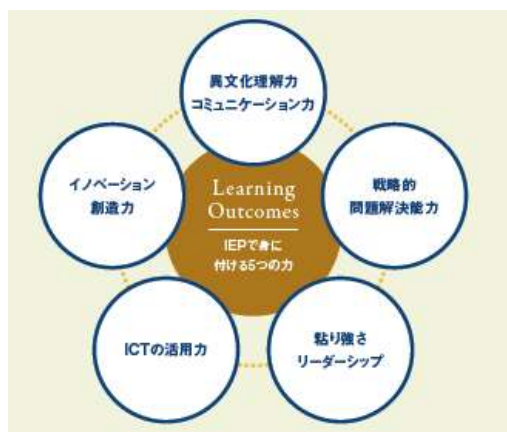 異文化理解力
コミュニケーション力
イノベーション
創造力
Learning
Outcomes
IEPで身に
付ける5つの力
戦略的
問題解決能力
ICTの活用力
粘り強さ
リーダーシップ